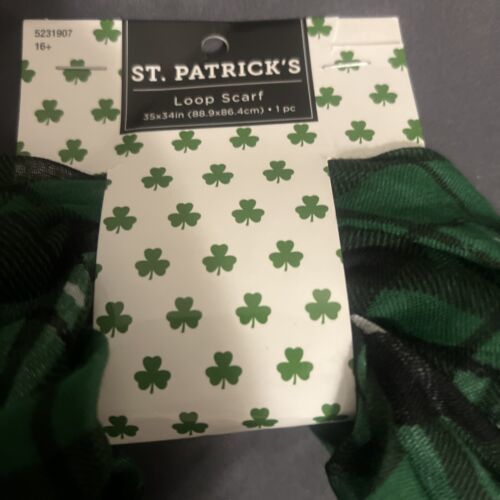 5231907
16+
ST. PATRICK'S
Loop Scarf
35x34in (88.9x86.4cm) • 1 pc